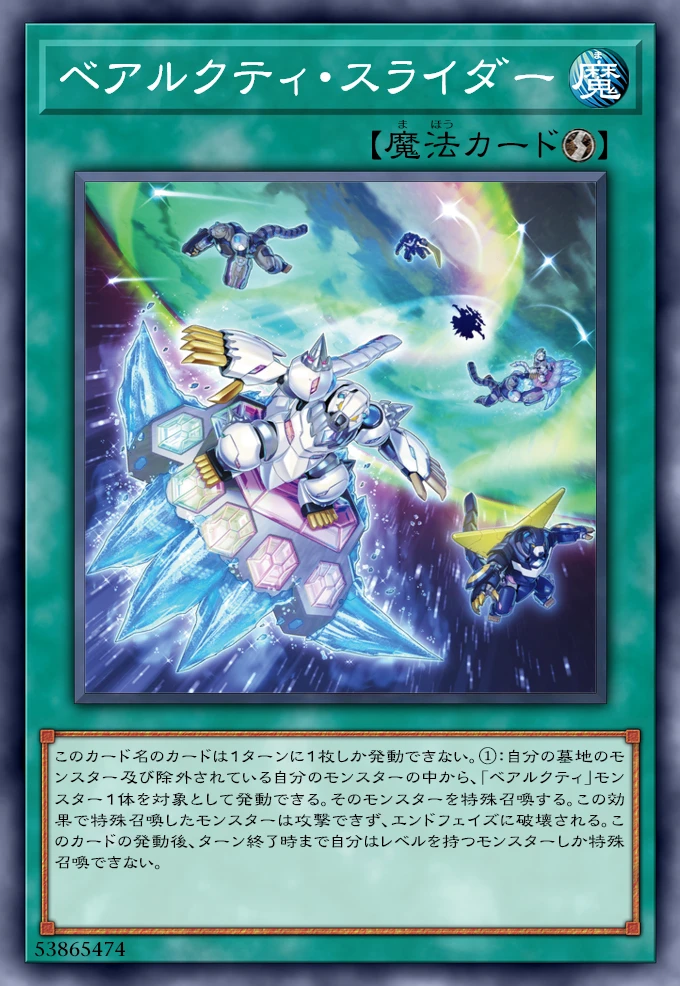 ベアルクティ・スライダー 魔
ま
【魔法カード】
ま ほう
このカード名のカードは1ターンに1枚しか発動できない。①:自分の墓地のモ
ンスター及び除外されている自分のモンスターの中から、「ベアルクティ」モン
スター1体を対象として発動できる。そのモンスターを特殊召喚する。この効
果で特殊召喚したモンスターは攻撃できず、エンドフェイズに破壊される。こ
のカードの発動後、ターン終了時まで自分はレベルを持つモンスターしか特殊
召喚できない。
53865474